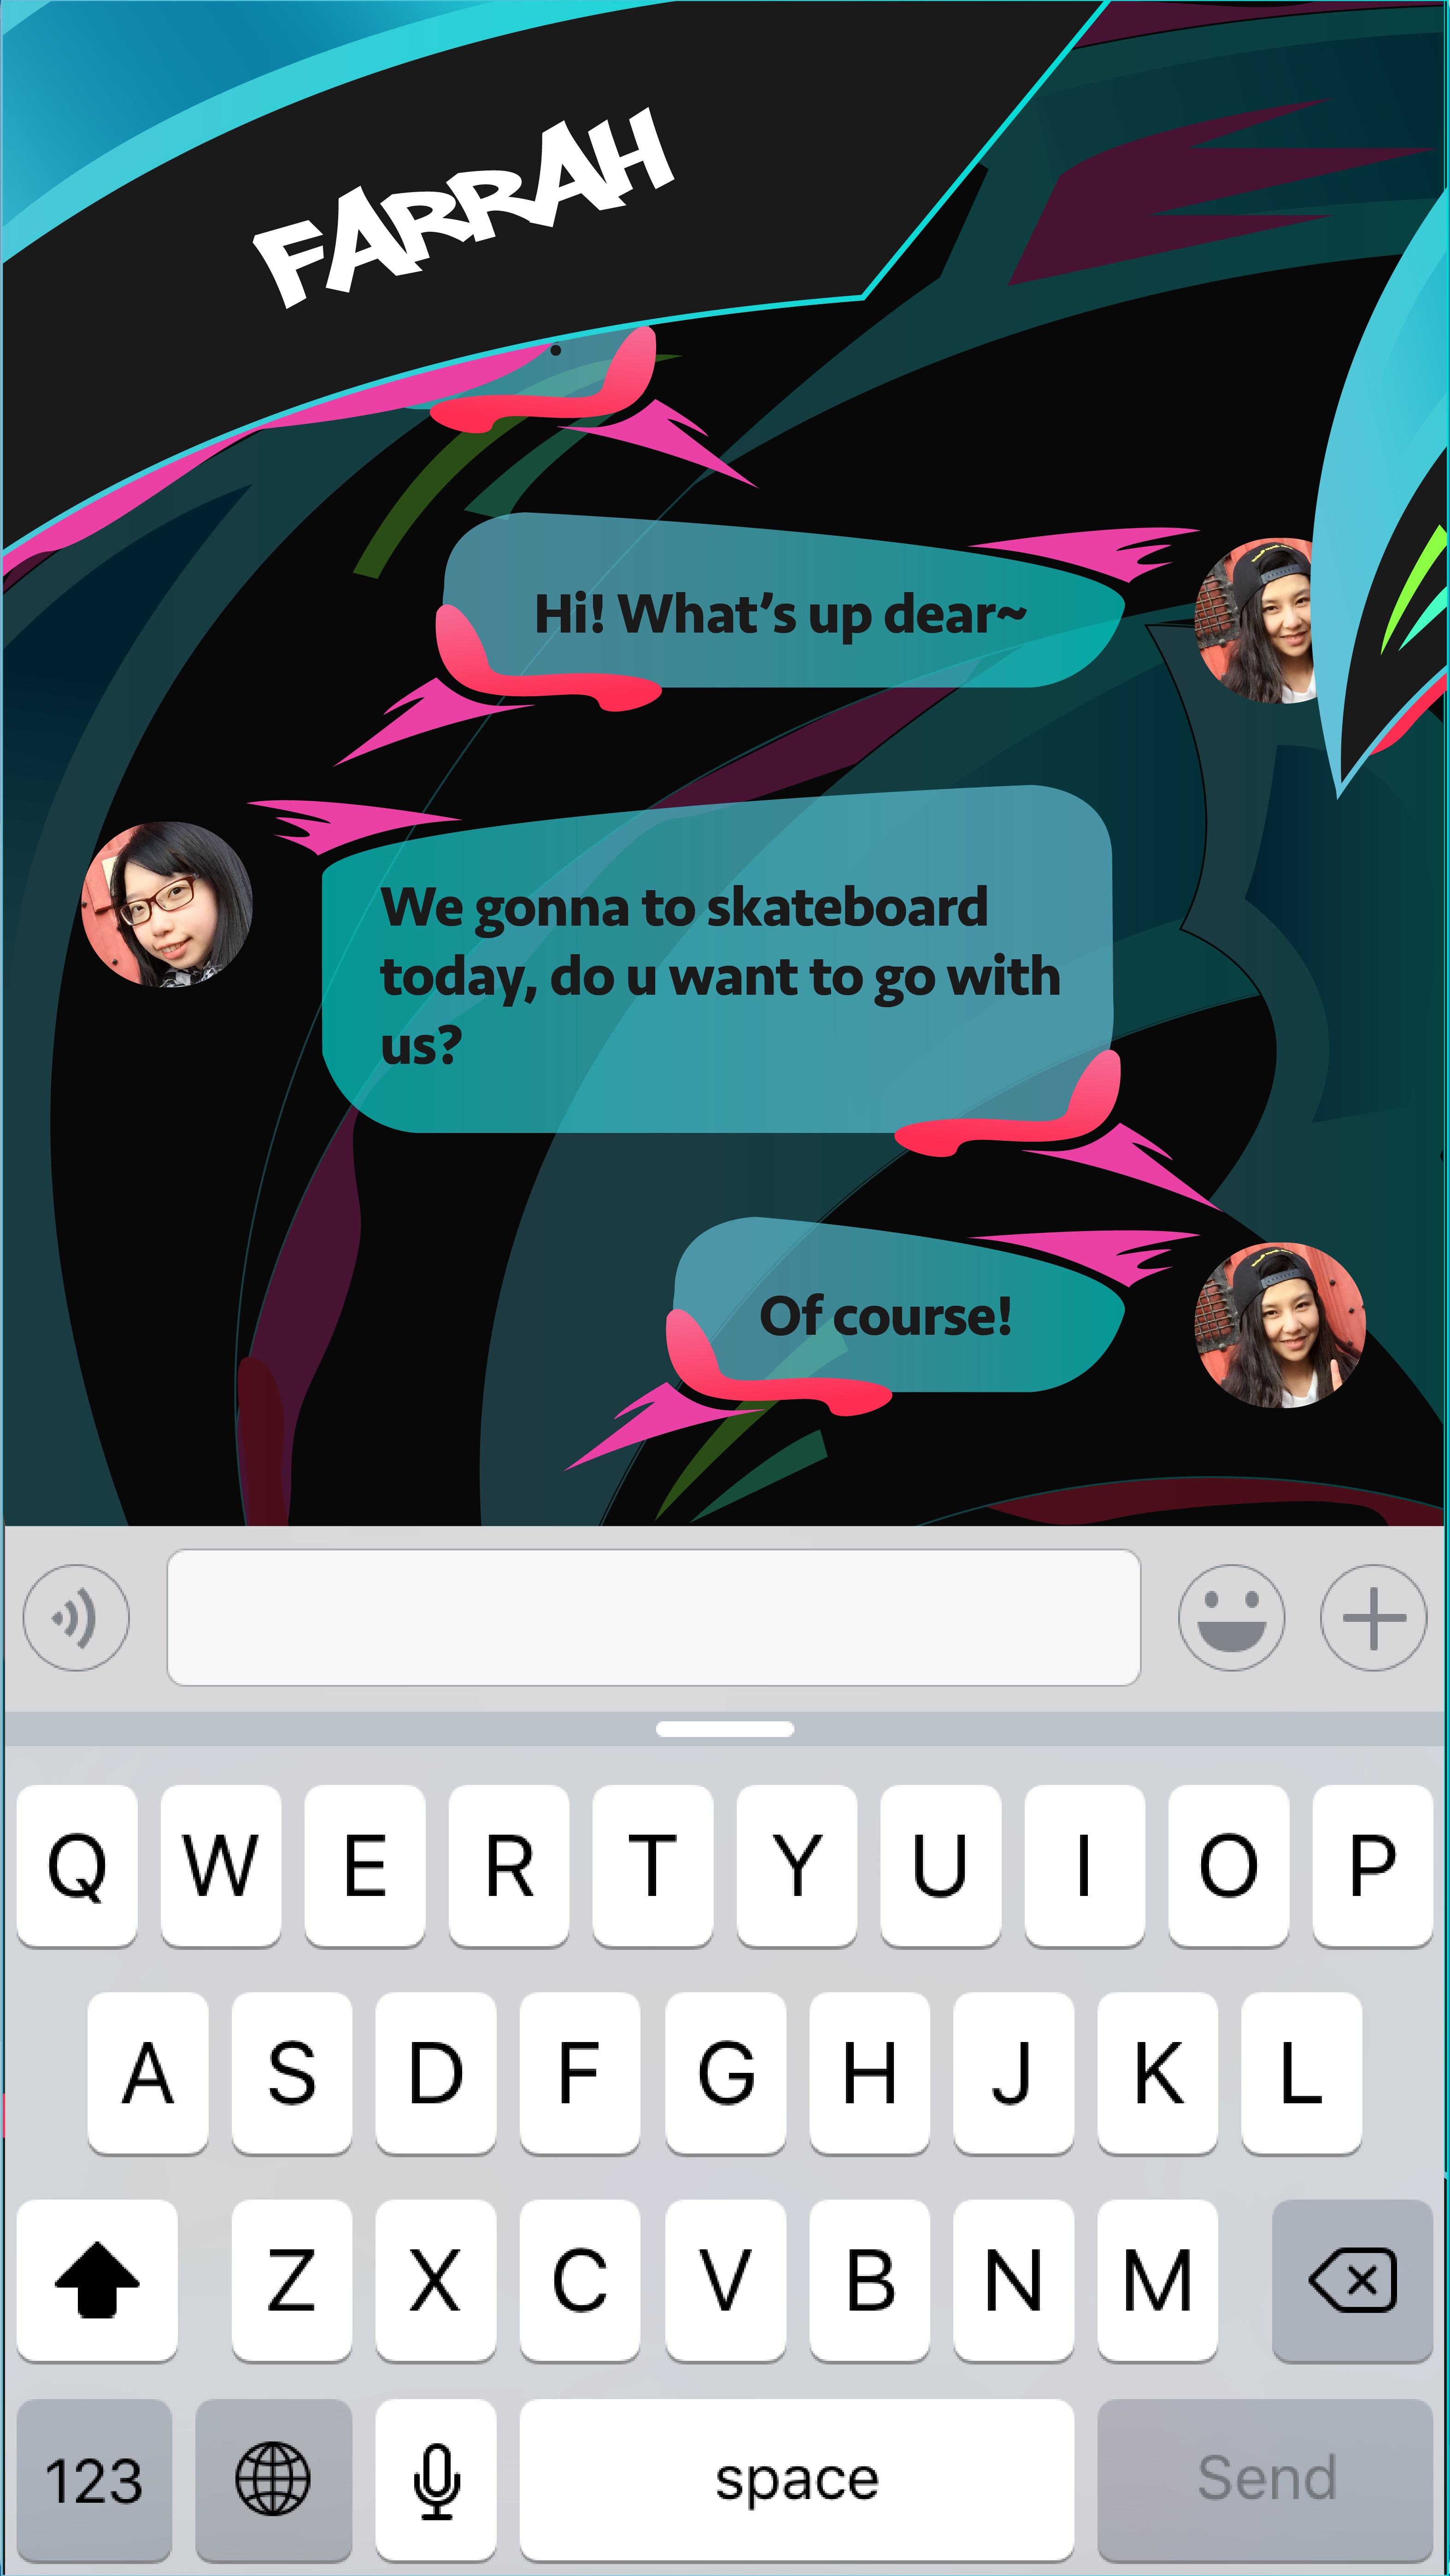 FARRAH
Hi! What's up dear~
We gonna to skateboard
today, do u want to go with
us?
Of course!
Q W E R T Y U I O P
A S D F G H J K L
Z X C V B N M
123 space Send